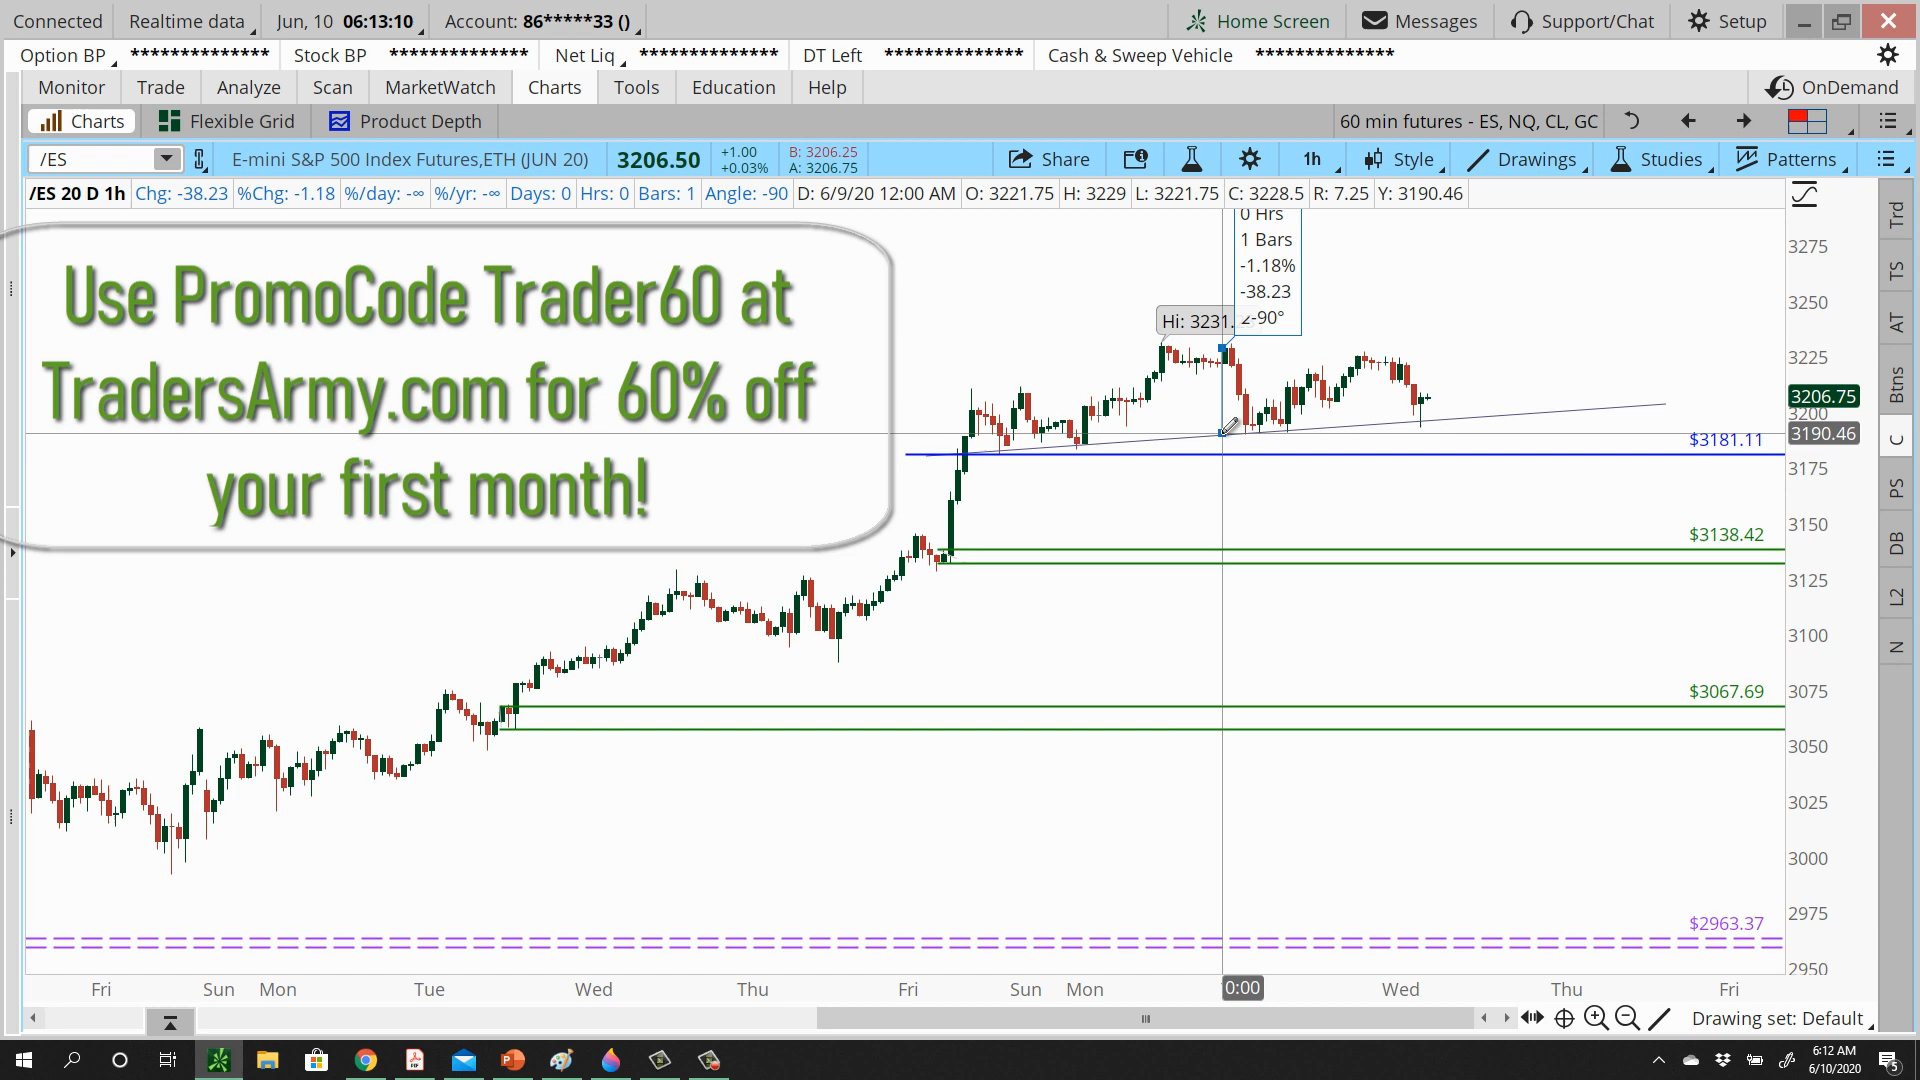 Connected Realtime data Jun, 10 06:13:10 Account: 86*****33 () Home Screen Messages Support/Chat Setup
Option BP ************** Stock BP ************** Net Liq ************** DT Left ************** Cash & Sweep Vehicle **************
Monitor Trade Analyze Scan MarketWatch Charts Tools Education Help OnDemand
Charts Flexible Grid Product Depth 60 min futures - ES, NQ, CL, GC
/ES E-mini S&P 500 Index Futures,ETH (JUN 20) 3206.50 +1.00 +0.03% B: 3206.25 A: 3206.75 Share 1h Style Drawings Studies Patterns
/ES 20 D 1h Chg: -38.23 %Chg: -1.18 %/day: -∞ %/yr: -∞ Days: 0 Hrs: 0 Bars: 1 Angle: -90 D: 6/9/20 12:00 AM O: 3221.75 H: 3229 L: 3221.75 C: 3228.5 R: 7.25 Y: 3190.46
0 Hrs
1 Bars
-1.18%
-38.23
∠-90°
Hi: 3231.
Use PromoCode Trader60 at
TradersArmy.com for 60% off
your first month!
$3181.11
$3138.42
$3067.69
$2963.37
3275
3250
3225
3206.75
3200
3190.46
3175
3150
3125
3100
3075
3050
3025
3000
2975
2950
Trd
TS
AT
Btns
C
PS
DB
L2
N
Fri Sun Mon Tue Wed Thu Fri Sun Mon 0:00 Wed Thu Fri
Drawing set: Default
6:12 AM
6/10/2020
5